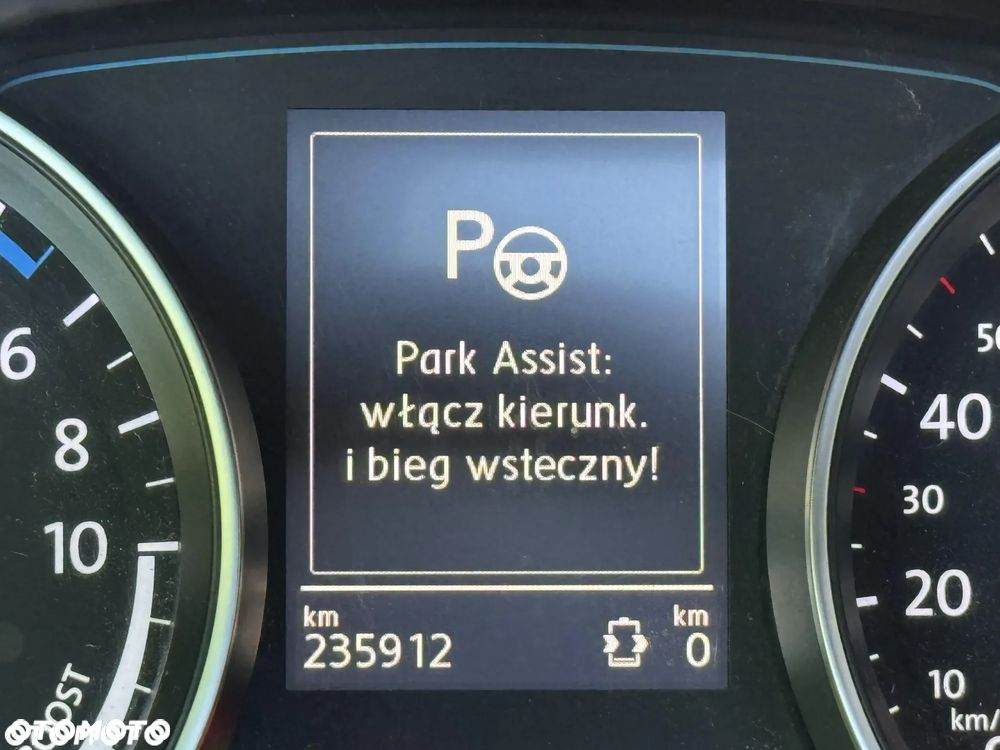 P
Park Assist:
włącz kierunk.
i bieg wsteczny!
km
235912
km
0
6
8
10
50
40
30
20
10
km/
OTOMOTO